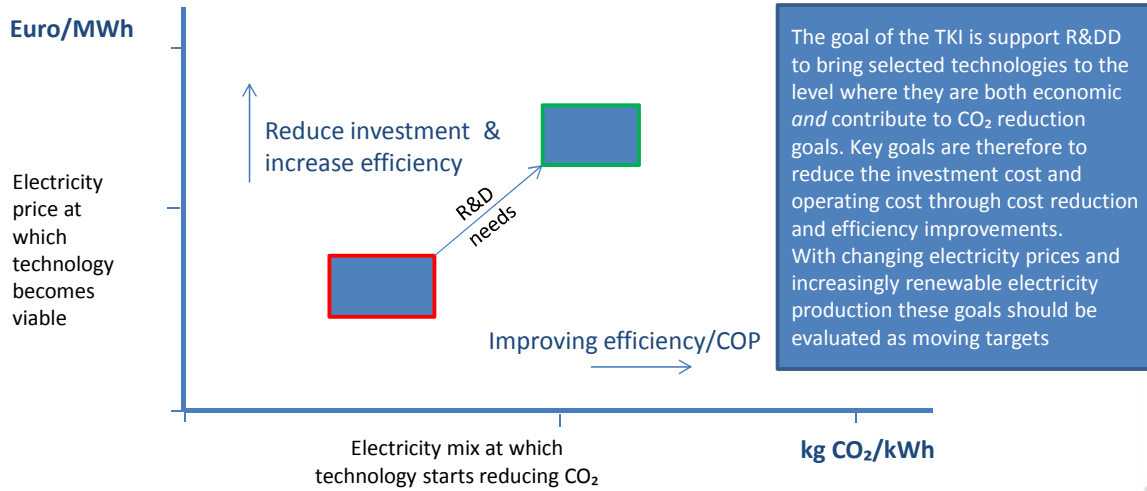 Euro/MWh
Reduce investment &
increase efficiency
Electricity
price at
which
technology
becomes
viable
R&D
needs
Improving efficiency/COP
Electricity mix at which
technology starts reducing CO₂
kg CO₂/kWh
The goal of the TKI is support R&DD
to bring selected technologies to the
level where they are both economic
and contribute to CO₂ reduction
goals. Key goals are therefore to
reduce the investment cost and
operating cost through cost reduction
and efficiency improvements.
With changing electricity prices and
increasingly renewable electricity
production these goals should be
evaluated as moving targets